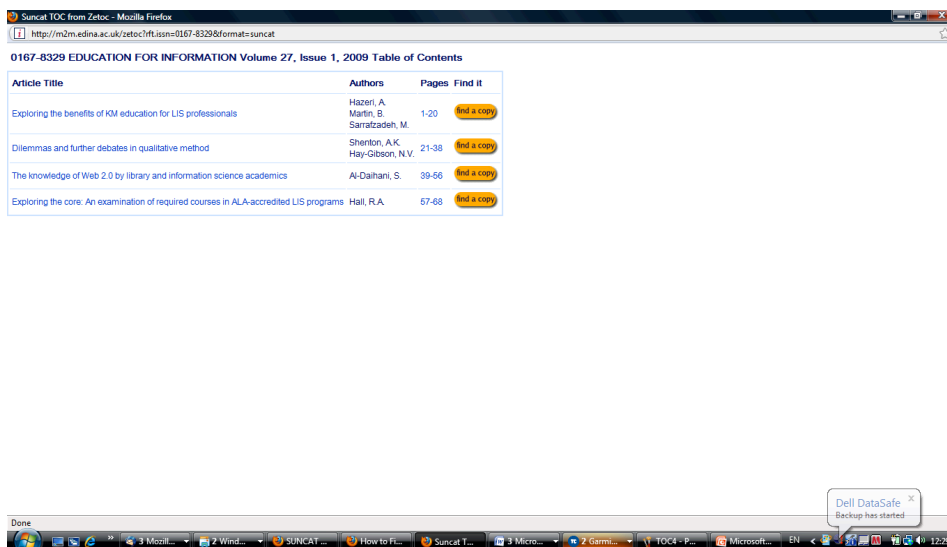 Suncat TOC from Zetoc - Mozilla Firefox
http://m2m.edina.ac.uk/zetoc?rft.issn=0167-8329&format=suncat
0167-8329 EDUCATION FOR INFORMATION Volume 27, Issue 1, 2009 Table of Contents
Article Title Authors Pages Find it
Exploring the benefits of KM education for LIS professionals Hazeri, A. Martin, B. Sarrafzadeh, M. 1-20 find a copy
Dilemmas and further debates in qualitative method Shenton, A.K. Hay-Gibson, N.V. 21-38 find a copy
The knowledge of Web 2.0 by library and information science academics Al-Daihani, S. 39-56 find a copy
Exploring the core: An examination of required courses in ALA-accredited LIS programs Hall, R.A. 57-68 find a copy
Dell DataSafe
Backup has started
Done
3 Mozill... 2 Wind... SUNCAT ... How to Fi... Suncat T... 3 Micro... 2 Garmi... TOC4 - P... Microsoft... EN